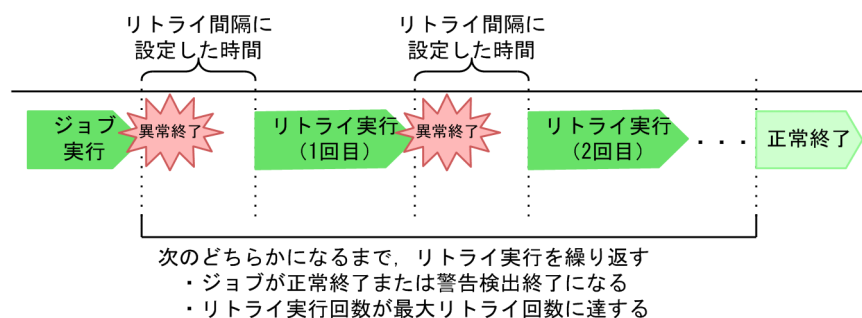 リトライ間隔に
設定した時間
リトライ間隔に
設定した時間
ジョブ
実行
異常終了
リトライ実行
(1回目)
異常終了
リトライ実行
(2回目)
・・・
正常終了
次のどちらかになるまで，リトライ実行を繰り返す
・ジョブが正常終了または警告検出終了になる
・リトライ実行回数が最大リトライ回数に達する